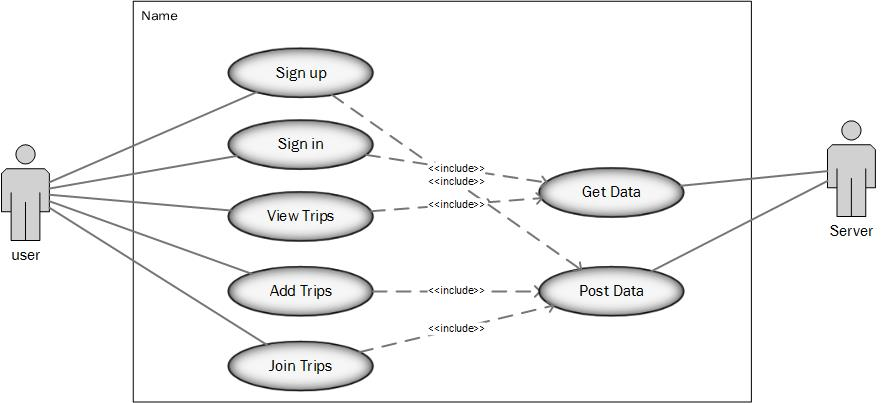 Name
Sign up
Sign in
<<include>>
<<include>>
Get Data
<<include>>
View Trips
user
Server
Add Trips
<<include>>
Post Data
<<include>>
Join Trips